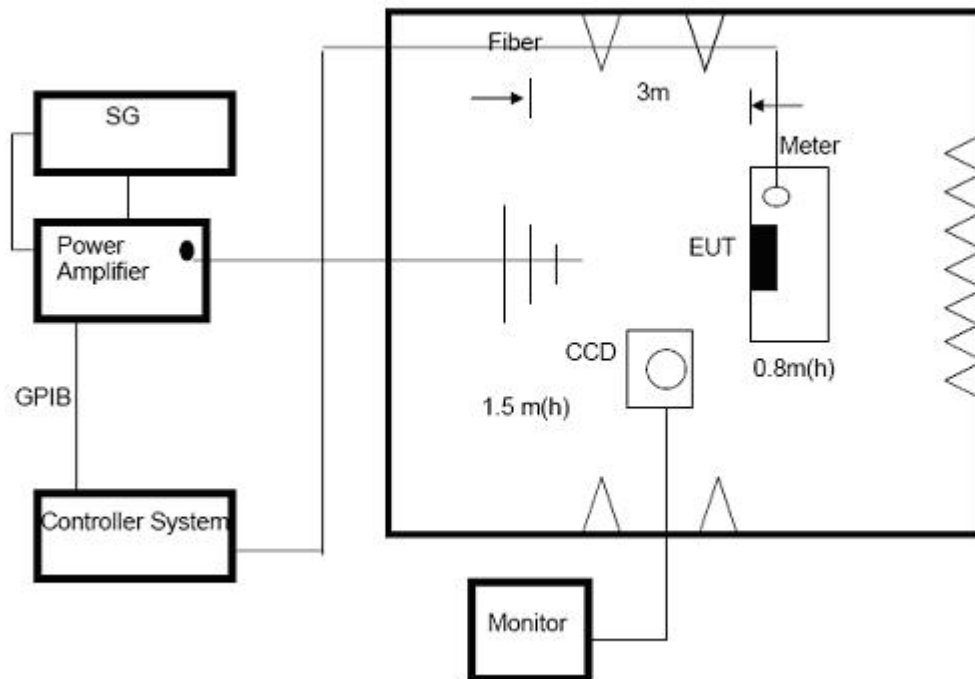 Fiber
3m
SG
Meter
Power
Amplifier
EUT
CCD
0.8m(h)
GPIB
1.5 m(h)
Controller System
Monitor